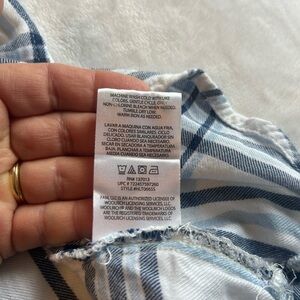 MACHINE WASH COLD WITH LIKE
COLORS, GENTLE CYCLE, ONLY
NON-CHLORINE BLEACH WHEN NEEDED,
TUMBLE DRY LOW,
WARM IRON AS NEEDED.
LAVAR A MAQUINA CON AGUA FRIA,
CON COLORES SIMILARES, CICLO
DELICADO, USAR BLANQUEADOR SIN
CLORO CUANDO SEA NECESARIO,
SECAR EN SECADORA A TEMPERATURA
BAJA, PLANCHAR A TEMPERATURA
MEDIA CUANDO SEA NECESARIO.
RN# 137013
UPC #
STYLE#
IS AN AUTHORIZED LICENSEE OF
WOOLRICH LICENSING SERVICES, LLC
WOOLRICH® AND THE WOOLRICH LOGOS
ARE THE REGISTERED TRADEMARKS OF
WOOLRICH LICENSING SERVICES, LLC